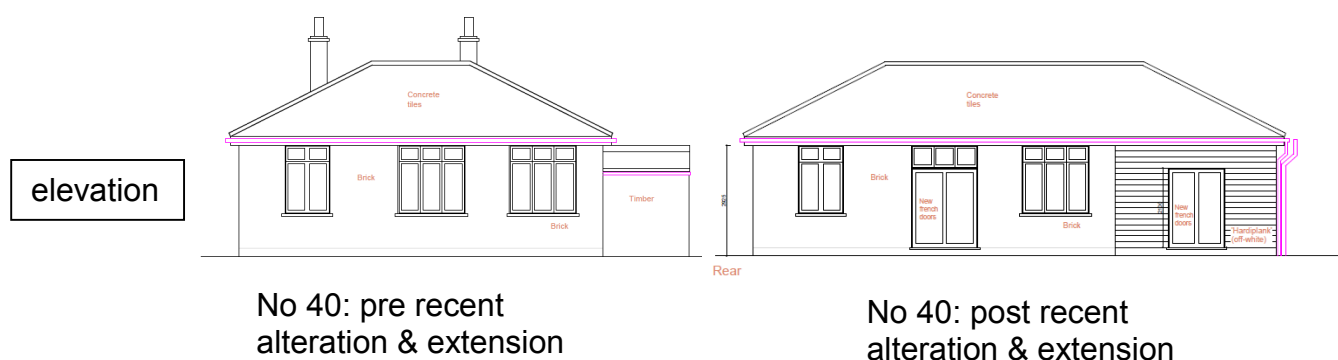 elevation
Concrete
tiles
Brick
Brick
Timber
No 40: pre recent
alteration & extension
Concrete
tiles
Brick
New
french
doors
Brick
New
french
doors
'Hardiplank'
(off-white)
Rear
No 40: post recent
alteration & extension